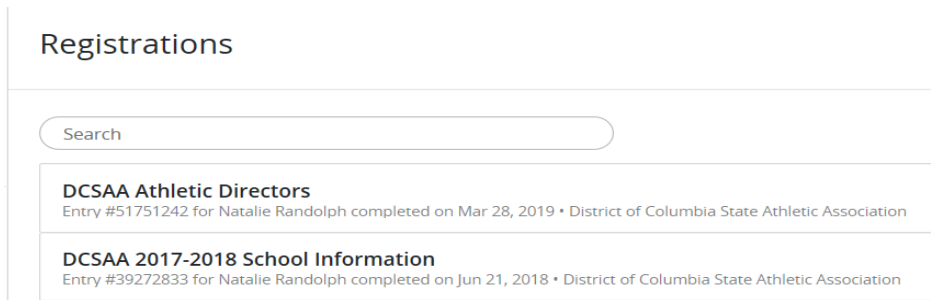 Registrations
Search
DCSAA Athletic Directors
Entry #51751242 for Natalie Randolph completed on Mar 28, 2019 • District of Columbia State Athletic Association
DCSAA 2017-2018 School Information
Entry #39272833 for Natalie Randolph completed on Jun 21, 2018 • District of Columbia State Athletic Association